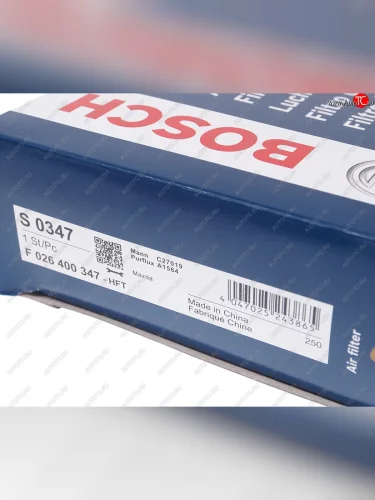 BOSCH
S 0347
1 St/Pc
F 026 400 347 - HFT
Mann C27019
Purflux A1564
Mazda
4 047025 243865
Made in China
Fabriqué Chine
250
Air filter